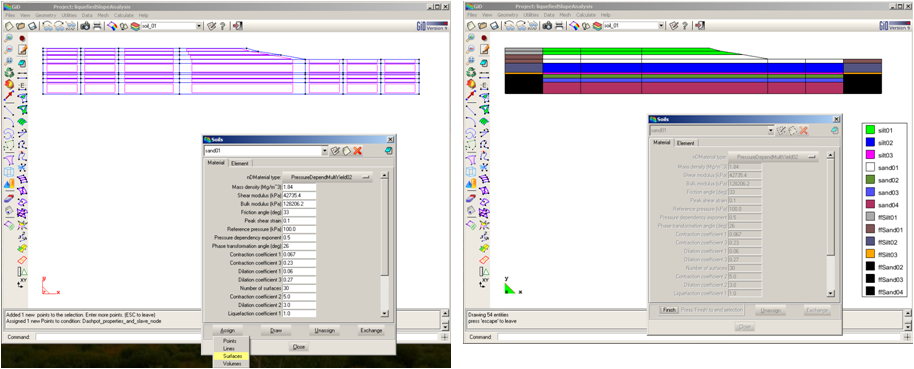 GiD Project: liquefiedSlopeAnalysis
Files View Geometry Utilities Data Mesh Calculate Help
soil_01
GiD
Version 4
Soils
sand01
Material Element
nDMaterial type: PressureDependMultiYield02
Mass density (Mg/m^3) 1.84
Shear modulus (kPa) 42735.4
Bulk modulus (kPa) 128206.2
Friction angle (deg) 33
Peak shear strain 0.1
Reference pressure (kPa) 100.0
Pressure dependency exponent 0.5
Phase transformation angle (deg) 26
Contraction coefficient 1 0.067
Contraction coefficient 3 0.23
Dilation coefficient 1 0.06
Dilation coefficient 3 0.27
Number of surfaces 30
Contraction coefficient 2 5.0
Dilation coefficient 2 3.0
Liquefaction coefficient 1 1.0
Assign Draw Unassign Exchange
Points
Lines
Surfaces
Volumes
Close
y
x
Added 1 new points to the selection. Enter more points. (ESC to leave)
Assigned 1 new Points to condition: Dashpot_properties_and_slave_node
Command:
GiD Project: liquefiedSlopeAnalysis
Files View Geometry Utilities Data Mesh Calculate Help
soil_01
GiD
Version 4
Soils
sand01
Material Element
nDMaterial type: PressureDependMultiYield02
Mass density (Mg/m^3) 1.84
Shear modulus (kPa) 42735.4
Bulk modulus (kPa) 128206.2
Friction angle (deg) 33
Peak shear strain 0.1
Reference pressure (kPa) 100.0
Pressure dependency exponent 0.5
Phase transformation angle (deg) 26
Contraction coefficient 1 0.067
Contraction coefficient 3 0.23
Dilation coefficient 1 0.06
Dilation coefficient 3 0.27
Number of surfaces 30
Contraction coefficient 2 5.0
Dilation coefficient 2 3.0
Liquefaction coefficient 1 1.0
Finish Press 'Finish' to end selection Unassign Exchange
Close
silt01
silt02
silt03
sand01
sand02
sand03
sand04
ffSilt01
ffSand01
ffSilt02
ffSilt03
ffSand02
ffSand03
ffSand04
y
x
Drawing 54 entities
press 'escape' to leave
Command: